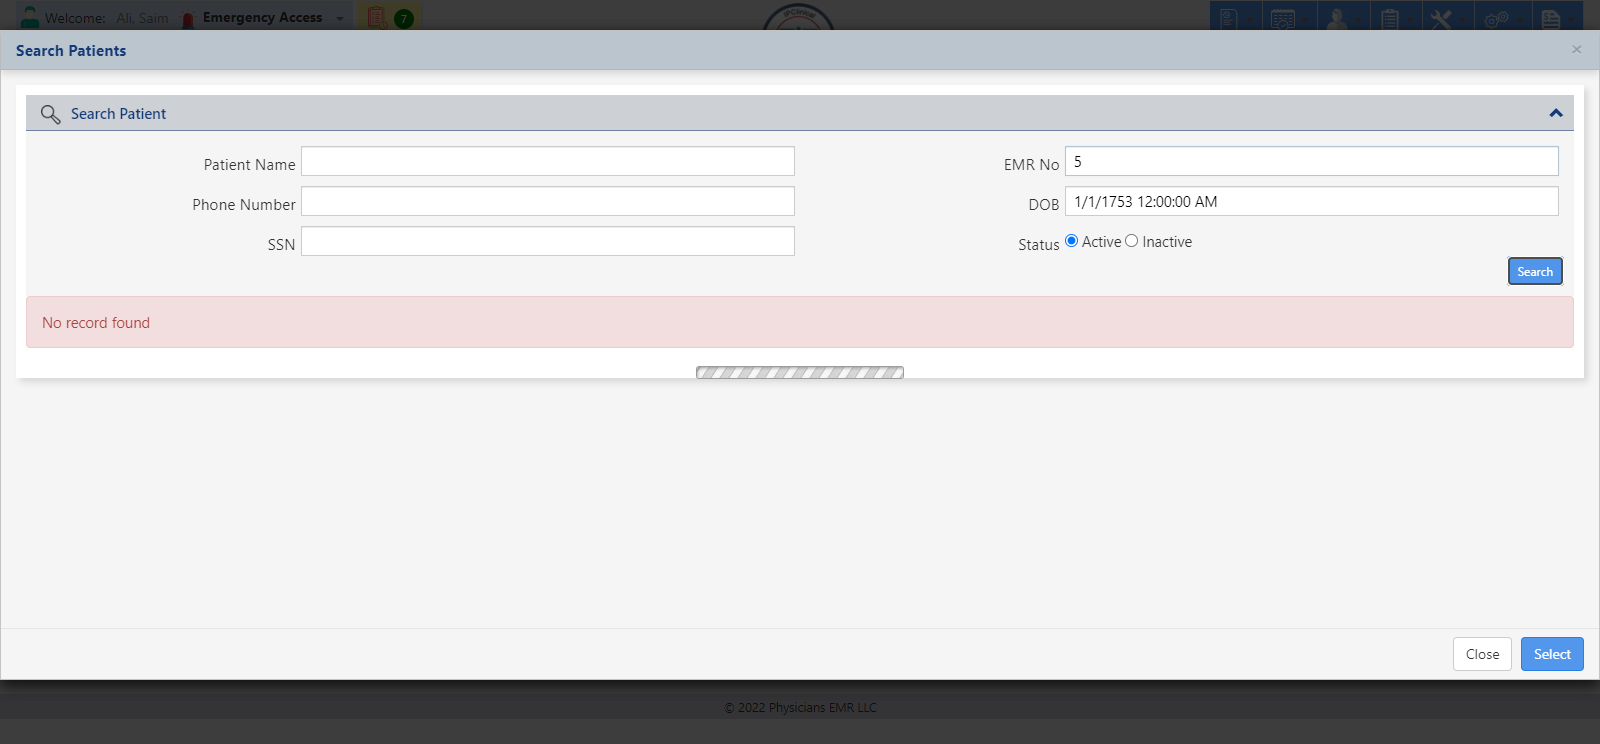 Welcome: Ali, Saim Emergency Access 7
Search Patients ×
Search Patient
Patient Name EMR No 5
Phone Number DOB 1/1/1753 12:00:00 AM
SSN Status Active Inactive
Search
No record found
Close Select
© 2022 Physicians EMR LLC